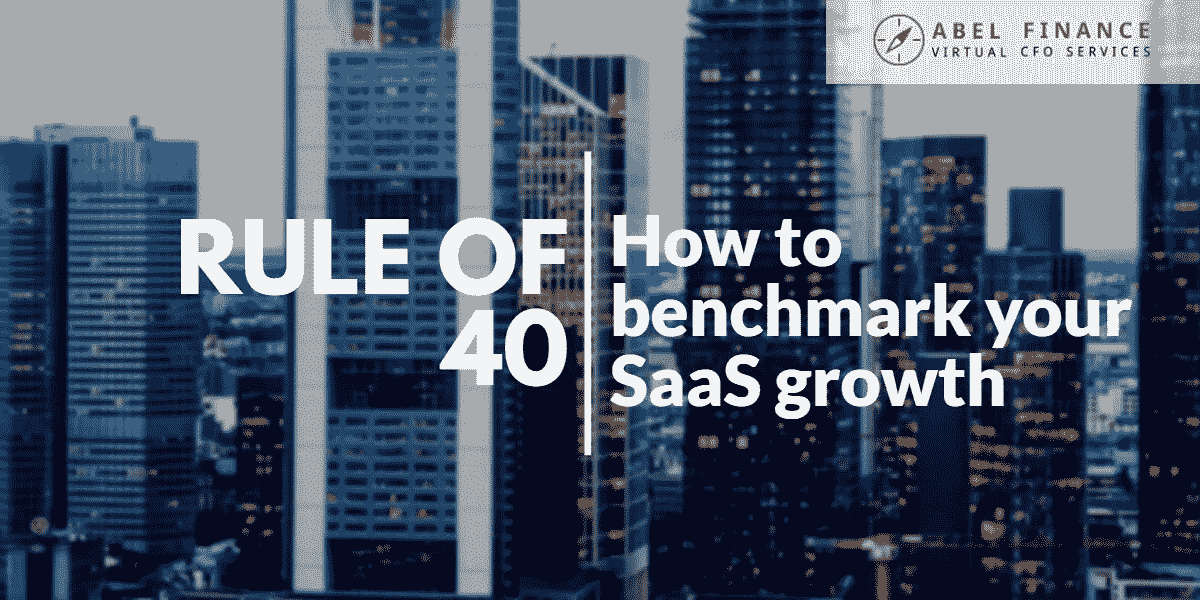 ABEL FINANCE
VIRTUAL CFO SERVICES
RULE OF
40
How to
benchmark your
SaaS growth